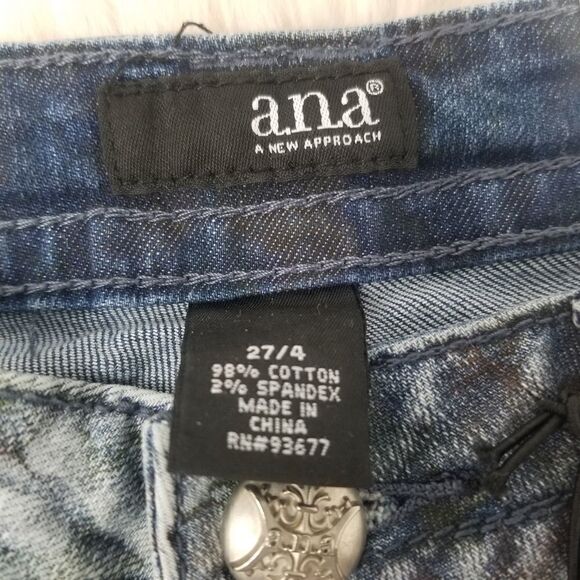 a.n.a®
A NEW APPROACH
27/4
98% COTTON
2% SPANDEX
MADE IN
CHINA
RN#93677
a.n.a